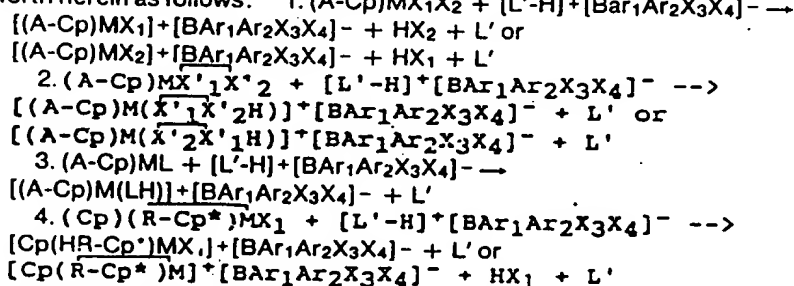 forth herein as follows: 1. (A-Cp)MX1X2 + [L'-H]+[Bar1Ar2X3X4]- →
[(A-Cp)MX1]+[BAr1Ar2X3X4]- + HX2 + L' or
[(A-Cp)MX2]+[BAr1Ar2X3X4]- + HX1 + L'
2. (A-Cp)MX'1X'2 + [L'-H]+[BAr1Ar2X3X4]- -->
[(A-Cp)M(X'1X'2H)]+[BAr1Ar2X3X4]- + L' or
[(A-Cp)M(X'2X'1H)]+[BAr1Ar2X3X4]- + L'
3. (A-Cp)ML + [L'-H]+[BAr1Ar2X3X4]- →
[(A-Cp)M(LH)]+[BAr1Ar2X3X4]- + L'
4. (Cp)(R-Cp*)MX1 + [L'-H]+[BAr1Ar2X3X4]- -->
[Cp(HR-Cp*)MX1]+[BAr1Ar2X3X4]- + L' or
[Cp(R-Cp*)M]+[BAr1Ar2X3X4]- + HX1 + L'